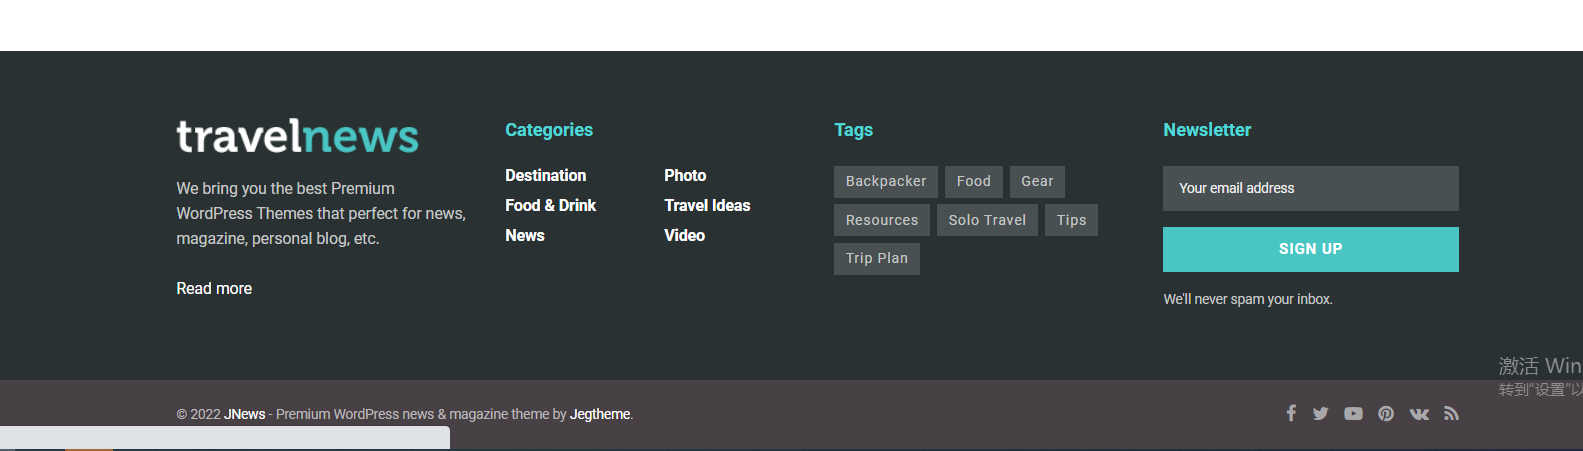 travelnews
We bring you the best Premium
WordPress Themes that perfect for news,
magazine, personal blog, etc.
Read more
Categories
Destination
Food & Drink
News
Photo
Travel Ideas
Video
Tags
Backpacker
Food
Gear
Resources
Solo Travel
Tips
Trip Plan
Newsletter
Your email address
SIGN UP
We'll never spam your inbox.
激活 Win
转到“设置”以
© 2022 JNews - Premium WordPress news & magazine theme by Jegtheme.